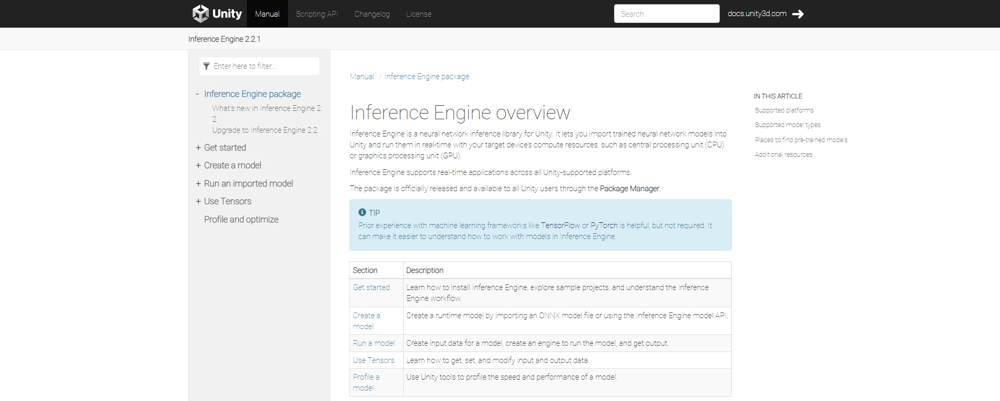 Unity Manual Scripting API Changelog License Search docs.unity3d.com
Inference Engine 2.2.1
Enter here to filter...
- Inference Engine package
What's new in Inference Engine 2.
2
Upgrade to Inference Engine 2.2
+ Get started
+ Create a model
+ Run an imported model
+ Use Tensors
Profile and optimize
Manual / Inference Engine package
Inference Engine overview
Inference Engine is a neural network inference library for Unity. It lets you import trained neural network models into
Unity and run them in real-time with your target device's compute resources, such as central processing unit (CPU)
or graphics processing unit (GPU).
Inference Engine supports real-time applications across all Unity-supported platforms.
The package is officially released and available to all Unity users through the Package Manager.
TIP
Prior experience with machine learning frameworks like TensorFlow or PyTorch is helpful, but not required. It
can make it easier to understand how to work with models in Inference Engine.
Section Description
Get started Learn how to install Inference Engine, explore sample projects, and understand the Inference
Engine workflow.
Create a Create a runtime model by importing an ONNX model file or using the Inference Engine model API.
model
Run a model Create input data for a model, create an engine to run the model, and get output.
Use Tensors Learn how to get, set, and modify input and output data.
Profile a Use Unity tools to profile the speed and performance of a model.
model
IN THIS ARTICLE
Supported platforms
Supported model types
Places to find pre-trained models
Additional resources